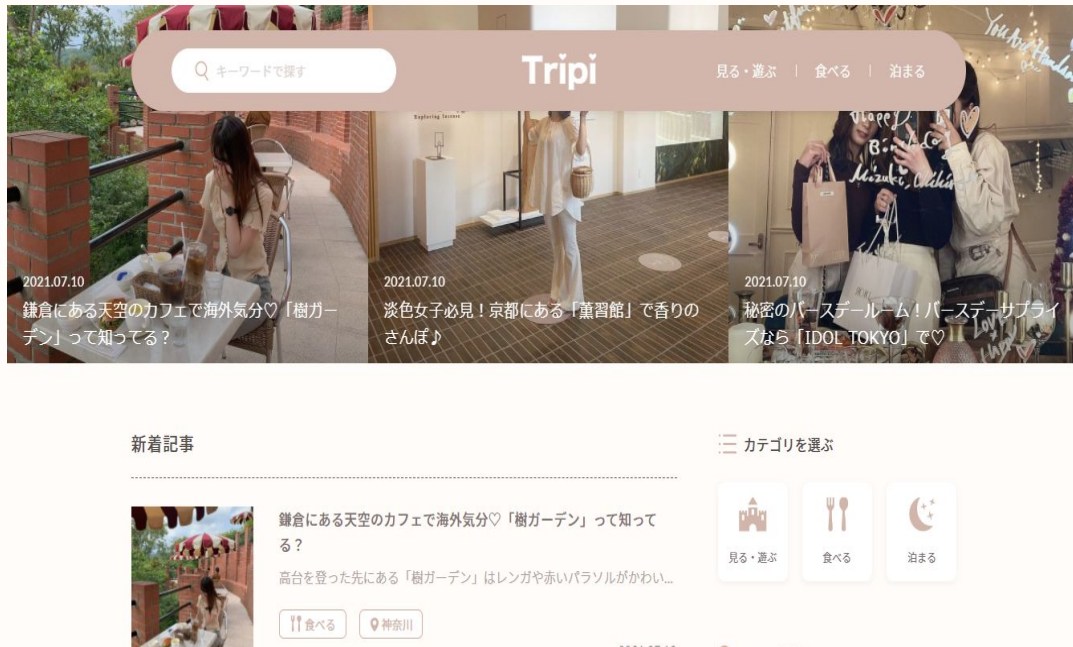 キーワードで探す
Tripi
見る・遊ぶ | 食べる | 泊まる
You Are
Exploring Incense
Happy
Birthday
Mizuki, Chihiro
2021.07.10
鎌倉にある天空のカフェで海外気分♡「樹ガー
デン」って知ってる？
2021.07.10
淡色女子必見！京都にある「薫習館」で香りの
さんぽ♪
2021.07.10
秘密のバースデールーム！バースデーサプライ
ズなら「IDOL TOKYO」で♡
新着記事
カテゴリを選ぶ
鎌倉にある天空のカフェで海外気分♡「樹ガーデン」って知って
る？
高台を登った先にある「樹ガーデン」はレンガや赤いパラソルがかわい...
食べる
神奈川
見る・遊ぶ
食べる
泊まる